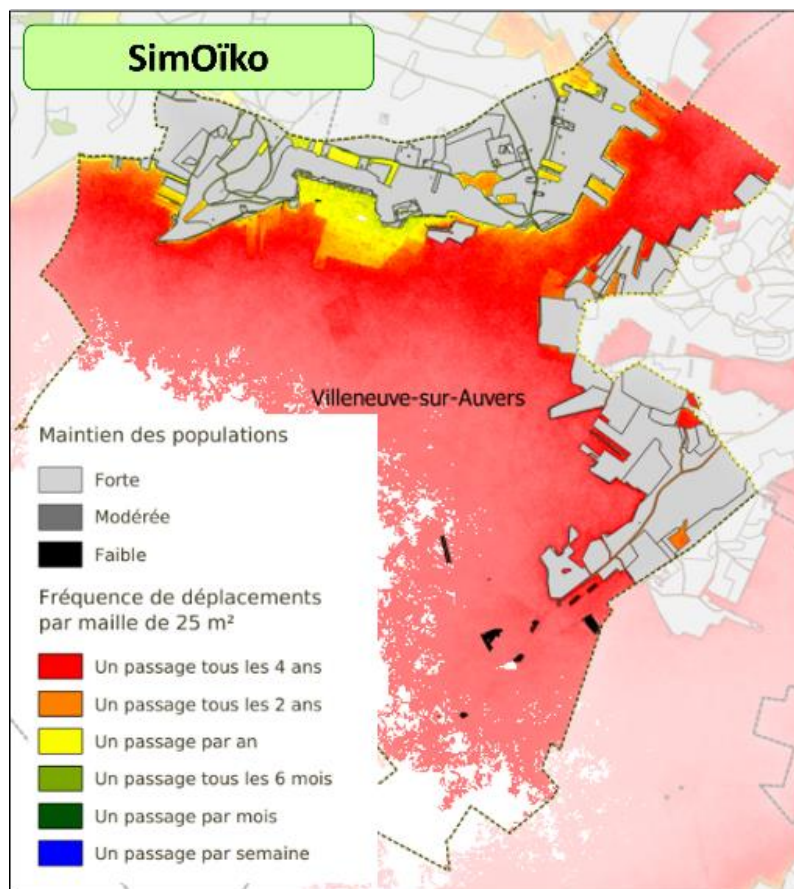 SimOïko
Villeneuve-sur-Auvers
Maintien des populations
Forte
Modérée
Faible
Fréquence de déplacements
par maille de 25 m²
Un passage tous les 4 ans
Un passage tous les 2 ans
Un passage par an
Un passage tous les 6 mois
Un passage par mois
Un passage par semaine